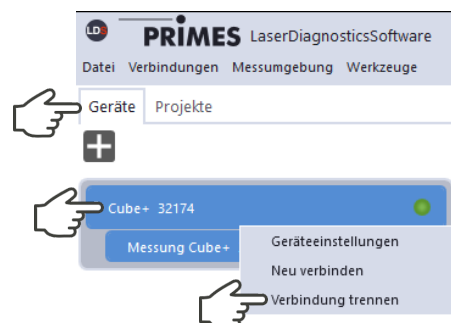 LDS PRIMES LaserDiagnosticsSoftware
Datei Verbindungen Messumgebung Werkzeuge
Geräte Projekte
Cube+ 32174
Messung Cube+
Geräteeinstellungen
Neu verbinden
Verbindung trennen